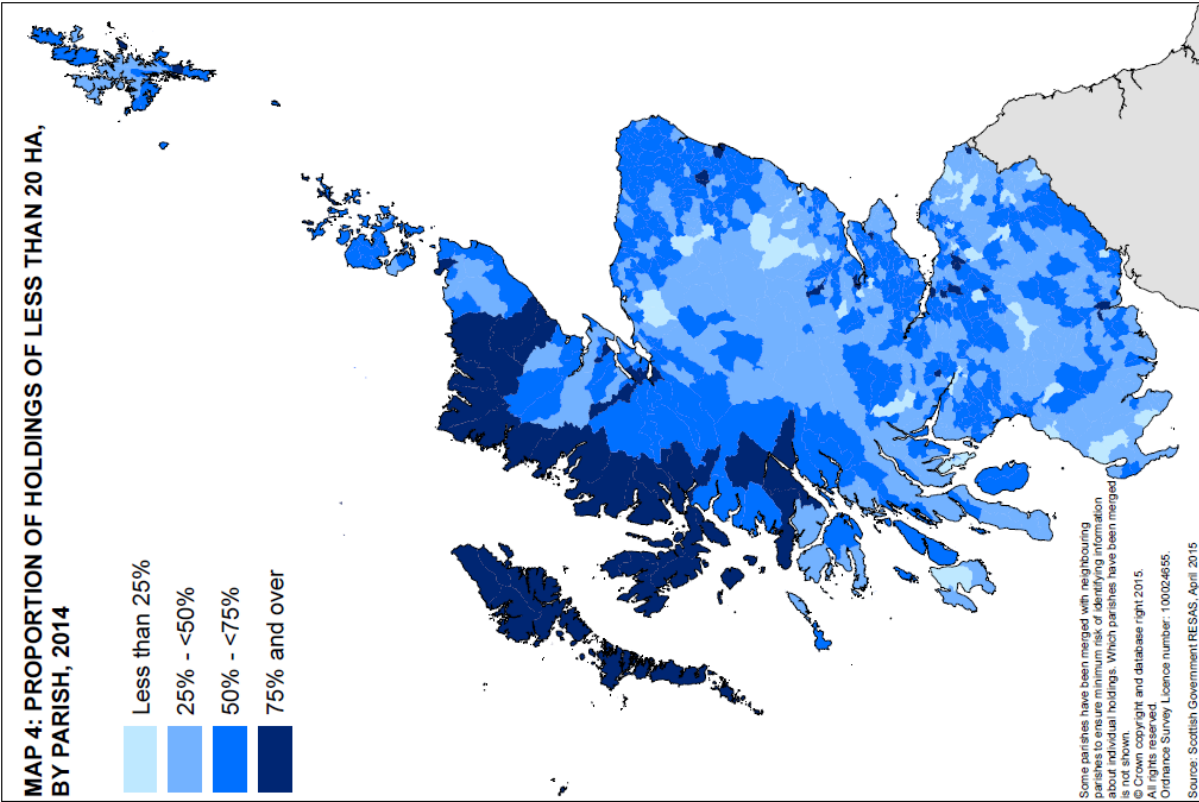 MAP 4: PROPORTION OF HOLDINGS OF LESS THAN 20 HA,
BY PARISH, 2014
Less than 25%
25% - <50%
50% - <75%
75% and over
Some parishes have been merged with neighbouring
parishes to ensure minimum risk of identifying information
about individual holdings. Which parishes have been merged
is not shown.
© Crown copyright and database right 2015.
All rights reserved.
Ordnance Survey Licence number: 100024655.
Source: Scottish Government RESAS, April 2015